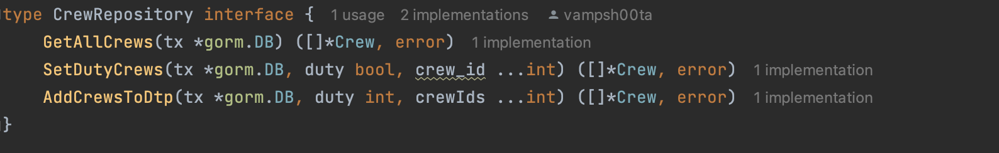 type CrewRepository interface { 1 usage 2 implementations vampsh00ta
GetAllCrews(tx *gorm.DB) ([]*Crew, error) 1 implementation
SetDutyCrews(tx *gorm.DB, duty bool, crew_id ...int) ([]*Crew, error) 1 implementation
AddCrewsToDtp(tx *gorm.DB, duty int, crewIds ...int) ([]*Crew, error) 1 implementation
}